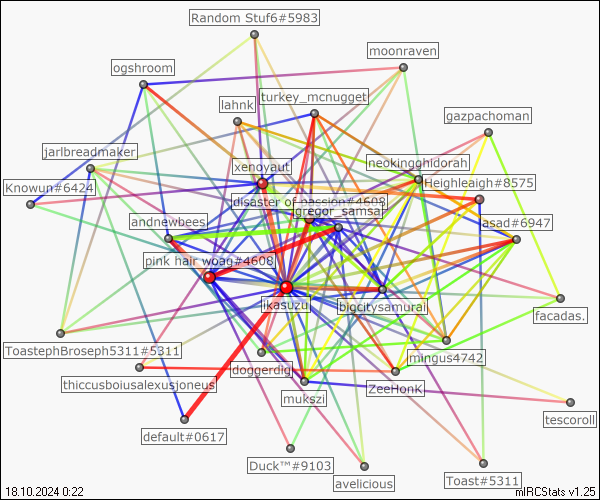 Random Stuf6#5983
moonraven
ogshroom
lahnk
turkey_mcnugget
gazpachoman
jarlbreadmaker
xenoyaut
neokingghidorah
Knowun#6424
Heighleaigh#8575
disaster of passion#4608
gregor_samsar
andnewbees
asad#6947
pink hair woag#4608
ikasuzu
bigcitysamurai
facadas.
ToastephBroseph5311#5311
doggerdig
mingus4742
thiccusboiusalexusjoneus
mukszi
ZeeHonK
tescoroll
default#0617
Duck™#9103
avelicious
Toast#5311
18.10.2024 0:22
mIRCStats v1.25